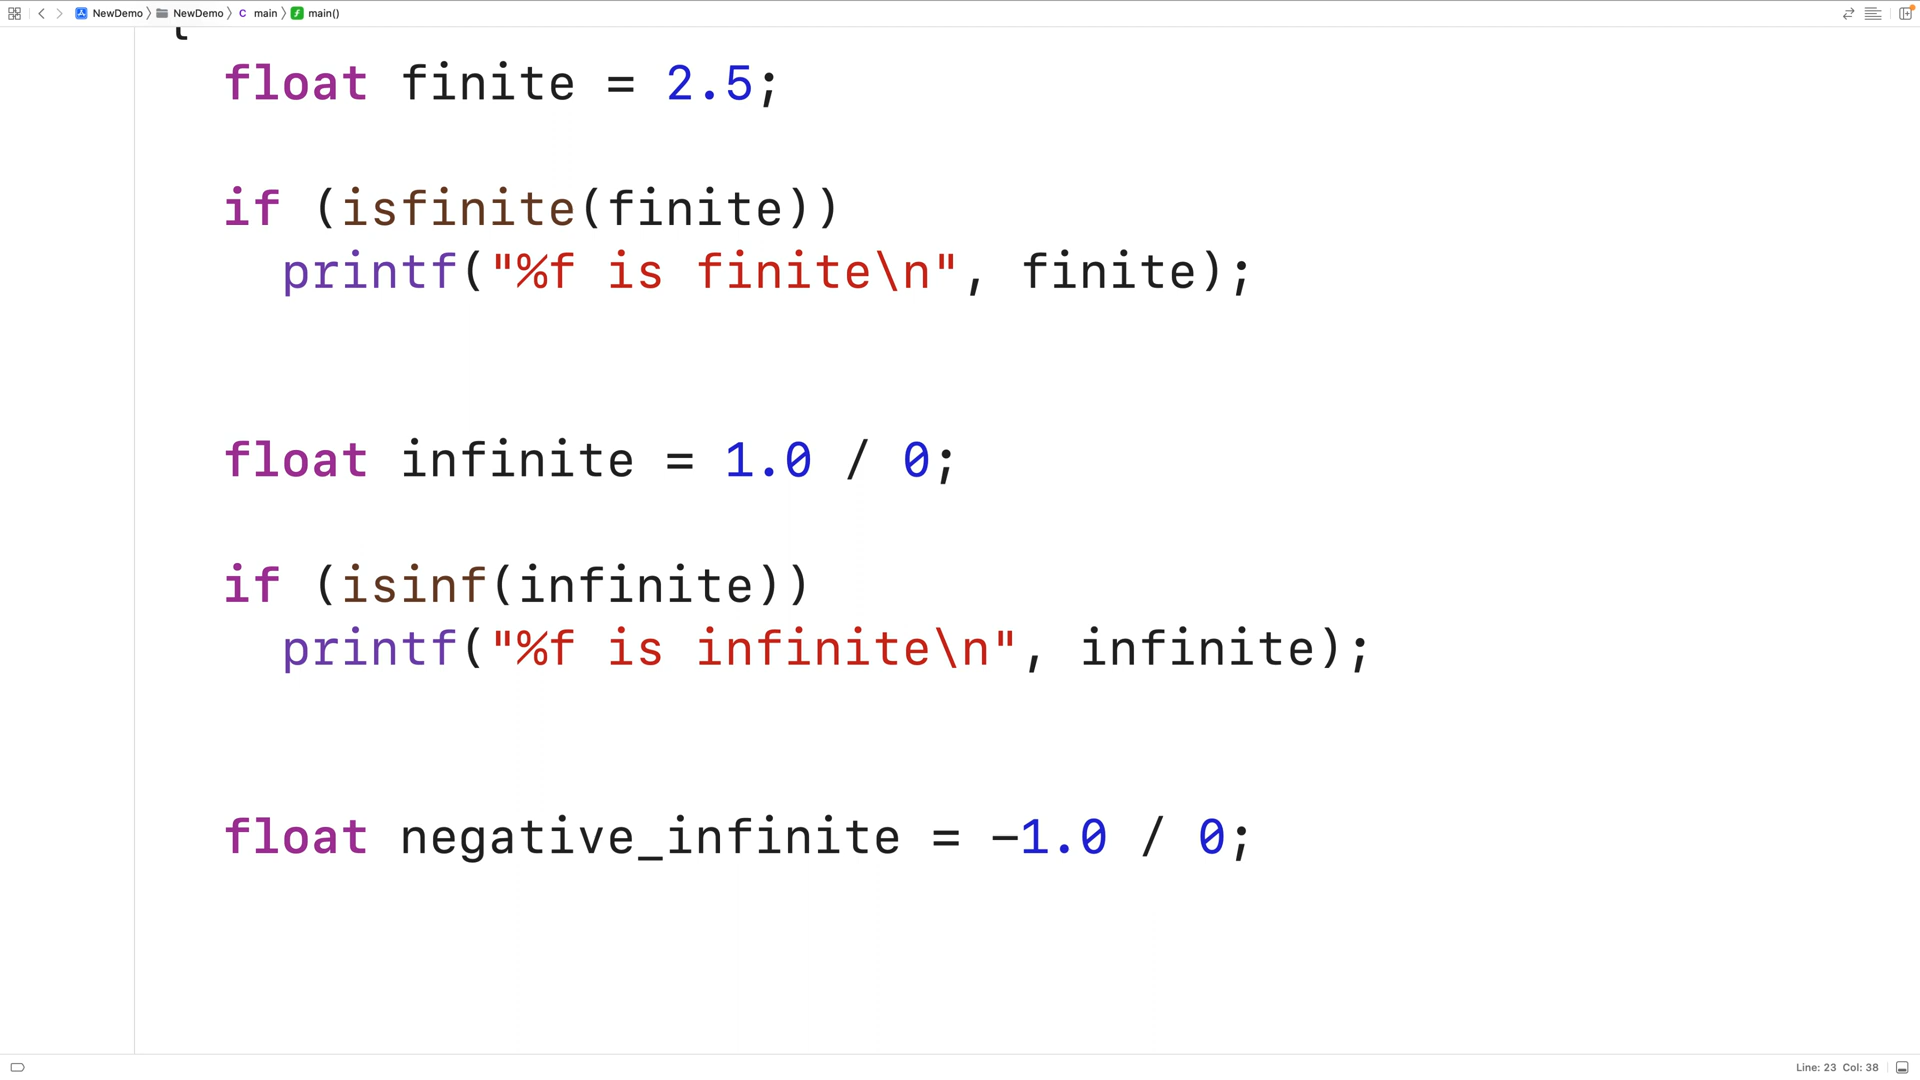 NewDemo 〉 NewDemo 〉 C main 〉 f main()
{
float finite = 2.5;
if (isfinite(finite))
printf("%f is finite\n", finite);
float infinite = 1.0 / 0;
if (isinf(infinite))
printf("%f is infinite\n", infinite);
float negative_infinite = -1.0 / 0;
Line: 23 Col: 38